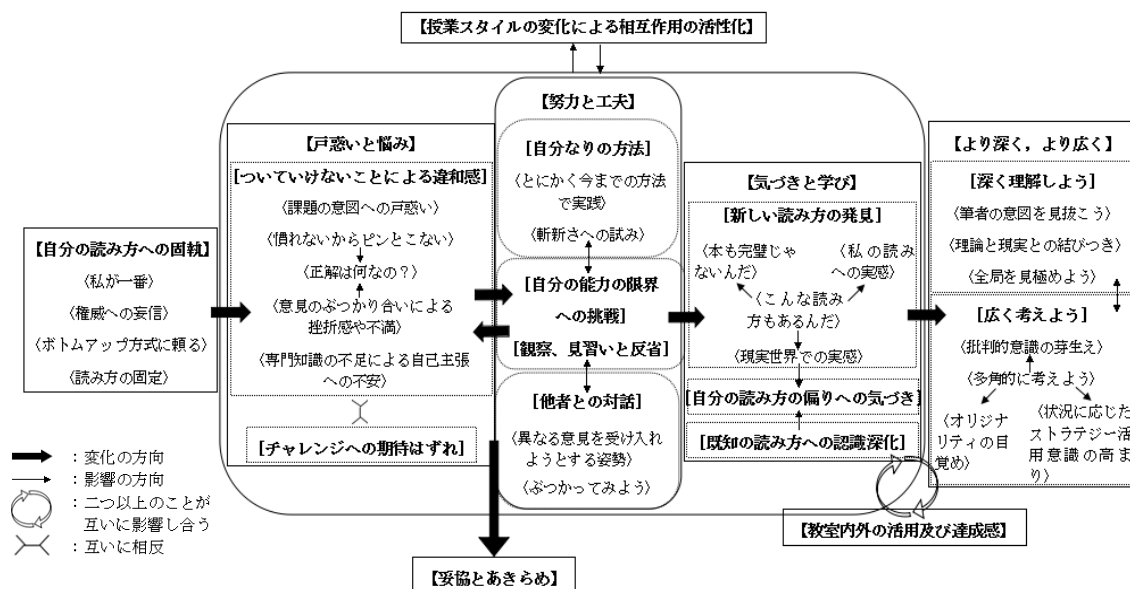 【授業スタイルの変化による相互作用の活性化】
【自分の読み方への固執】
〈私が一番〉
〈権威への妄信〉
〈ボトムアップ方式に頼る〉
〈読み方の固定〉
【戸惑いと悩み】
[ついていけないことによる違和感]
〈課題の意図への戸惑い〉
〈慣れないからピンとこない〉
〈正解は何なの？〉
〈意見のぶつかり合いによる
挫折感や不満〉
〈専門知識の不足による自己主張
への不安〉
[チャレンジへの期待はずれ]
【努力と工夫】
[自分なりの方法]
〈とにかく今までの方法
で実践〉
〈斬新さへの試み〉
[自分の能力の限界
への挑戦]
[観察、見習いと反省]
[他者との対話]
〈異なる意見を受け入れ
ようとする姿勢〉
〈ぶつかってみよう〉
【気づきと学び】
[新しい読み方の発見]
〈本も完璧じゃ
ないんだ〉
〈私の読み
への実感〉
〈こんな読み
方もあるんだ〉
〈現実世界での実感〉
[自分の読み方の偏りへの気づき]
[既知の読み方への認識深化]
【より深く，より広く】
[深く理解しよう]
〈筆者の意図を見抜こう〉
〈理論と現実との結びつき〉
〈全局を見極めよう〉
[広く考えよう]
〈批判的意識の芽生え〉
〈多角的に考えよう〉
〈オリジナ
リティの目
覚め〉
〈状況に応じた
ストラテジー活
用意識の高ま
り〉
【教室内外の活用及び達成感】
【妥協とあきらめ】
：変化の方向
：影響の方向
：二つ以上のことが
互いに影響し合う
：互いに相反